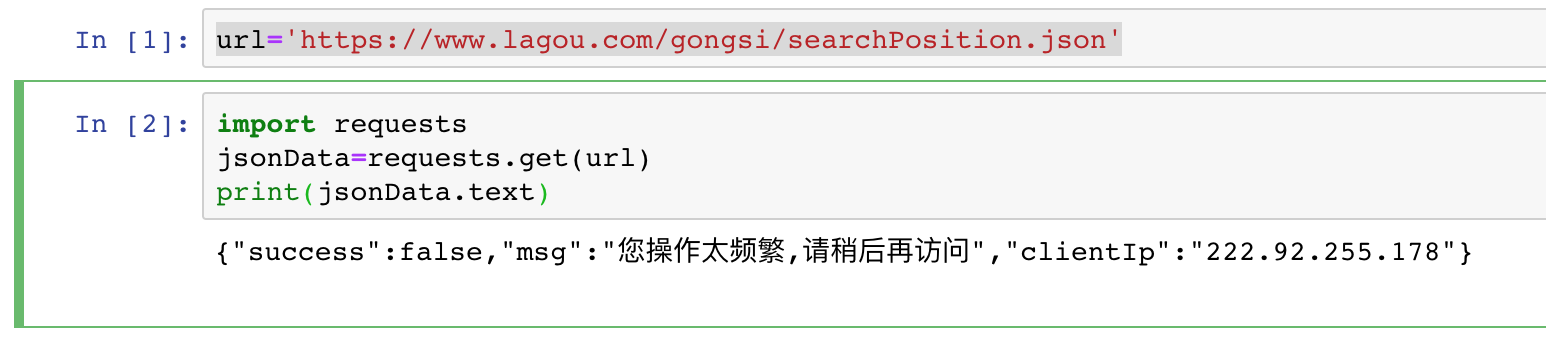 In [1]: url='https://www.lagou.com/gongsi/searchPosition.json'
In [2]: import requests
jsonData=requests.get(url)
print(jsonData.text)
{"success":false,"msg":"您操作太频繁,请稍后再访问","clientIp":"222.92.255.178"}